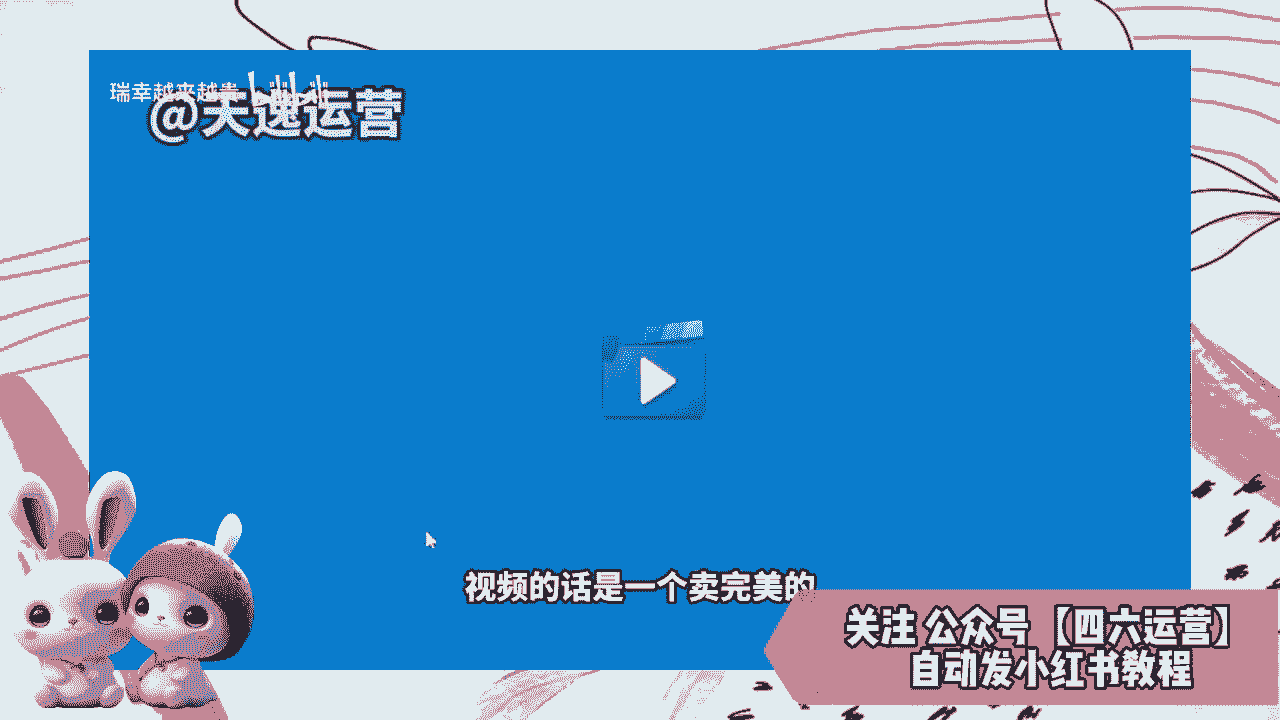 瑞幸越来越贵
@天逸运营
视频的话是一个卖完美的
关注 公众号 【四六运营】
自动发小红书教程